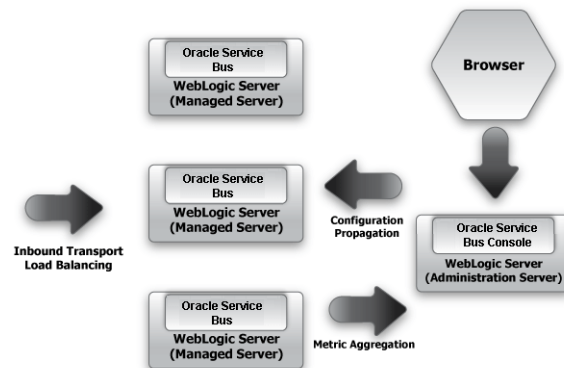 Oracle Service
Bus
WebLogic Server
(Managed Server)
Browser
Oracle Service
Bus
WebLogic Server
(Managed Server)
Inbound Transport
Load Balancing
Configuration
Propagation
Oracle Service
Bus Console
WebLogic Server
(Administration Server)
Oracle Service
Bus
WebLogic Server
(Managed Server)
Metric Aggregation